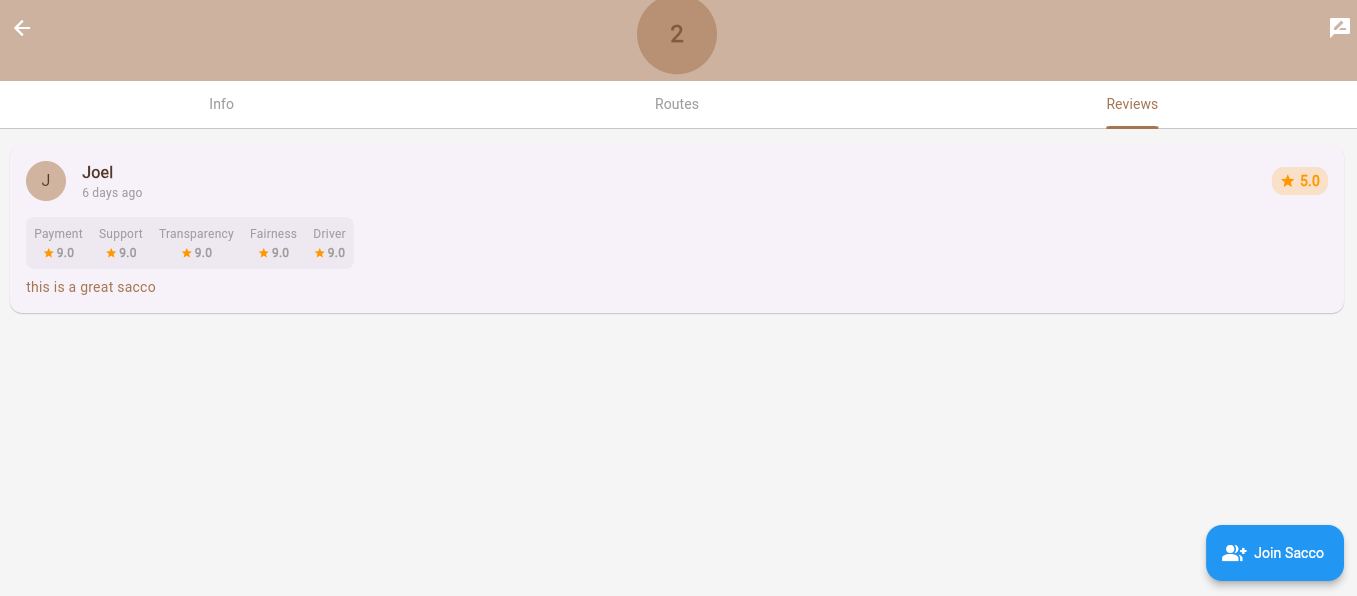 2
Info Routes Reviews
J
Joel
6 days ago
5.0
Payment Support Transparency Fairness Driver
9.0 9.0 9.0 9.0 9.0
this is a great sacco
Join Sacco